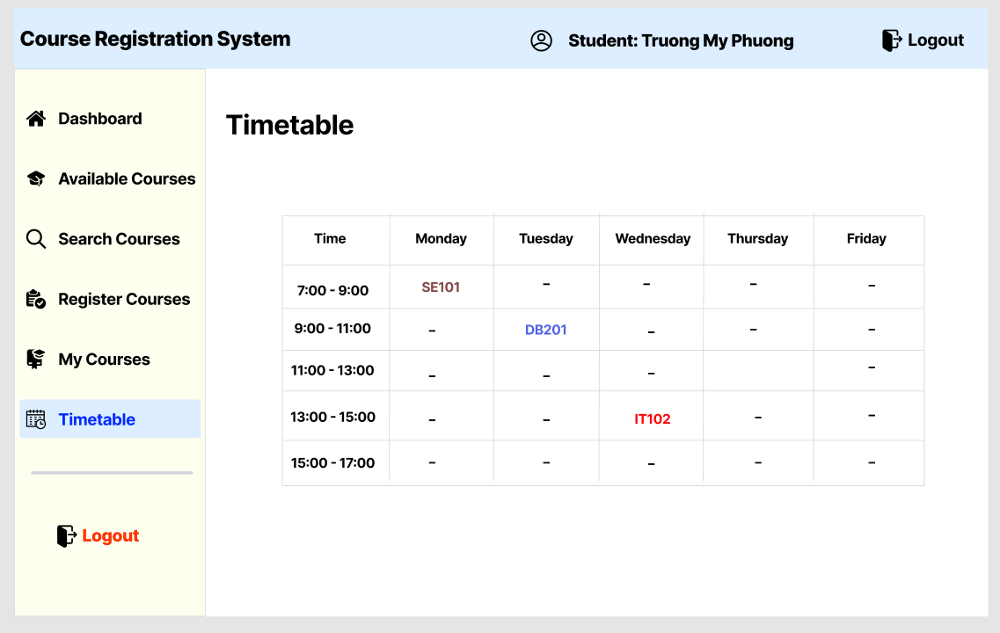 Course Registration System
Student: Truong My Phuong
Logout
Dashboard
Available Courses
Search Courses
Register Courses
My Courses
Timetable
Logout
Timetable
Time Monday Tuesday Wednesday Thursday Friday
7:00 - 9:00 SE101 - - - -
9:00 - 11:00 - DB201 - - -
11:00 - 13:00 - - - -
13:00 - 15:00 - - IT102 - -
15:00 - 17:00 - - - - -